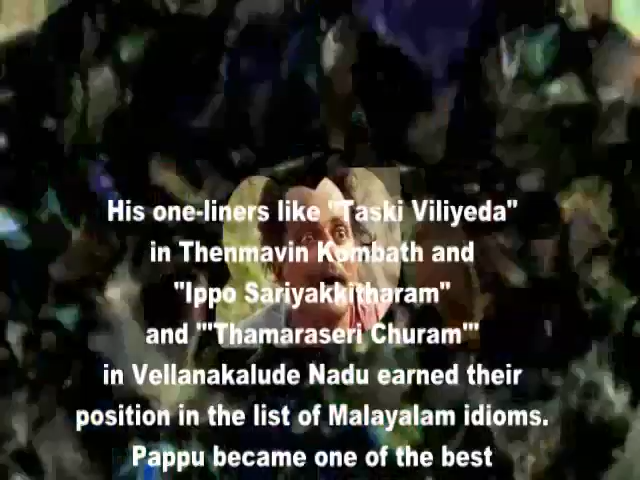 His one-liners like "Taski Viliyeda"
in Thenmavin Kombath and
"Ippo Sariyakkitharam"
and '"Thamaraseri Churam"'
in Vellanakalude Nadu earned their
position in the list of Malayalam idioms.
Pappu became one of the best